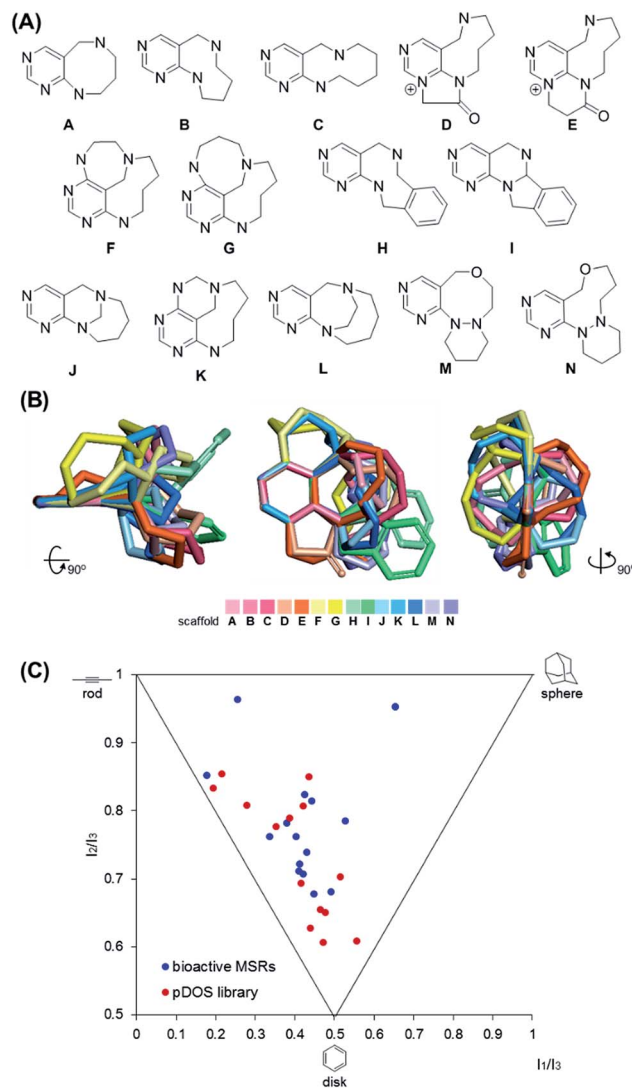 (A)
N N N N
N N N N
N N N N
N N N N ⊕ O
N N N N ⊕ O
A B C D E
N N N N N
N N N N N
N N N N
N N N N
F G H I
N N N N
N N N N N
N N N N
O N N N N
O N N N N
J K L M N
(B)
90º
90º
scaffold A B C D E F G H I J K L M N
(C)
rod
sphere
1
0.9
0.8
I₂/I₃
0.7
0.6
bioactive MSRs
pDOS library
0.5
0 0.1 0.2 0.3 0.4 0.5 0.6 0.7 0.8 0.9 1
disk
I₁/I₃